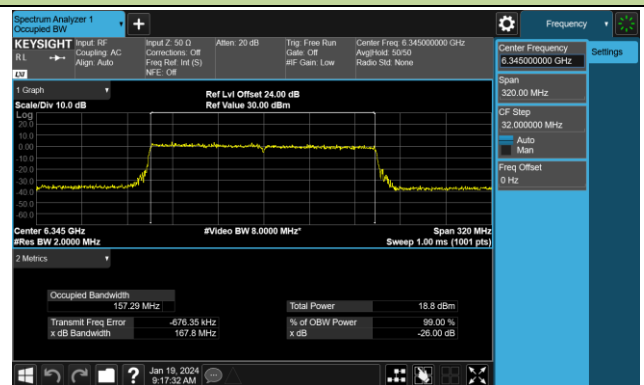 Spectrum Analyzer 1
Occupied BW
Frequency
KEYSIGHT
RL
LXI
Input: RF
Coupling: AC
Align: Auto
Input Z: 50 Ω
Corrections: Off
Freq Ref: Int (S)
NFE: Off
Atten: 20 dB
Trig: Free Run
Gate: Off
#IF Gain: Low
Center Freq: 6.345000000 GHz
Avg|Hold: 50/50
Radio Std: None
Center Frequency
6.345000000 GHz
Settings
Span
320.00 MHz
CF Step
32.000000 MHz
Auto
Man
Freq Offset
0 Hz
1 Graph
Scale/Div 10.0 dB
Ref Lvl Offset 24.00 dB
Ref Value 30.00 dBm
Log
20.0
10.0
0.00
-10.0
-20.0
-30.0
-40.0
-50.0
-60.0
Center 6.345 GHz
#Res BW 2.0000 MHz
#Video BW 8.0000 MHz*
Span 320 MHz
Sweep 1.00 ms (1001 pts)
2 Metrics
Occupied Bandwidth
157.29 MHz
Total Power 18.8 dBm
Transmit Freq Error -676.35 kHz
% of OBW Power 99.00 %
x dB Bandwidth 167.8 MHz
x dB -26.00 dB
Jan 19, 2024
9:17:32 AM